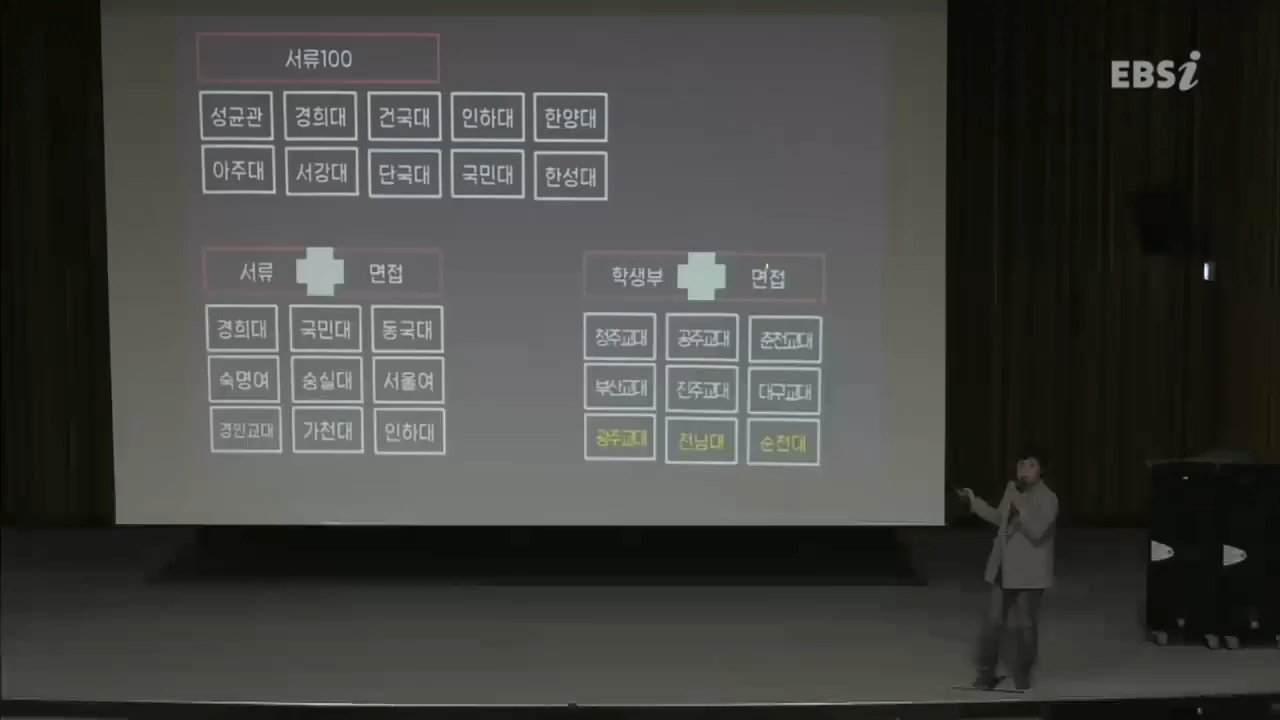 서류100
EBSi
성균관 경희대 건국대 인하대 한양대
아주대 서강대 단국대 국민대 한성대
서류 면접
학생부 면접
경희대 국민대 동국대
숙명여 숭실대 서울여
경인교대 가천대 인하대
청주교대 공주교대 춘천교대
부산교대 진주교대 대구교대
광주교대 전남대 순천대